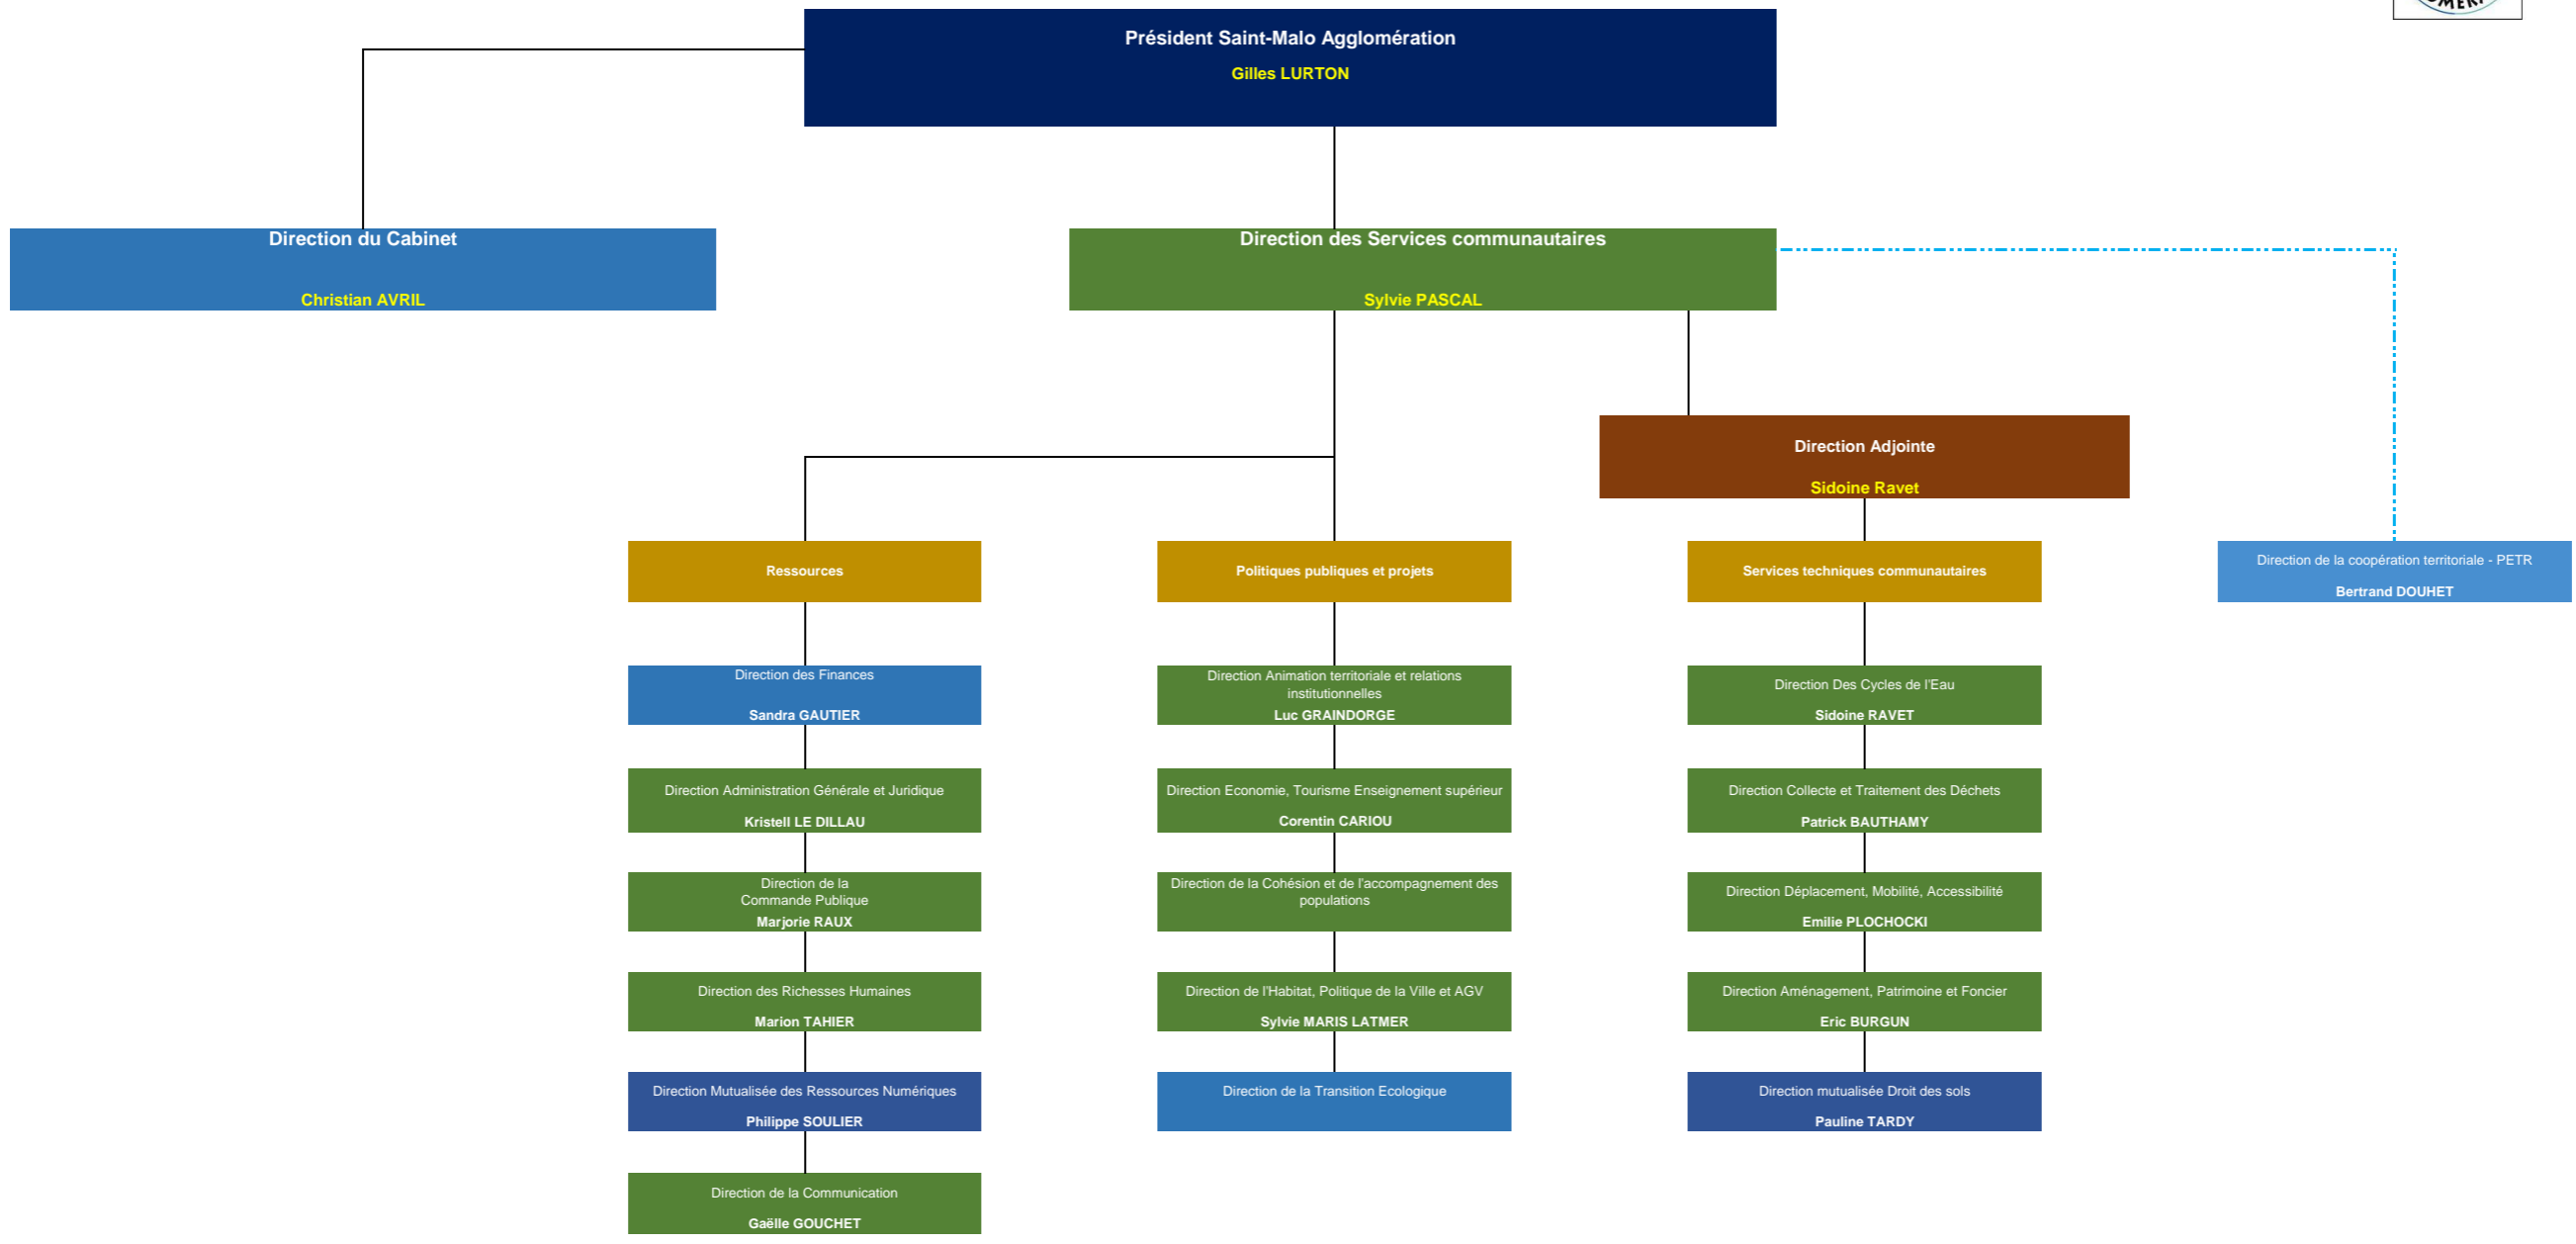 Président Saint-Malo Agglomération
Gilles LURTON
Direction du Cabinet
Christian AVRIL
Direction des Services communautaires
Sylvie PASCAL
Direction Adjointe
Sidoine Ravet
Ressources
Politiques publiques et projets
Services techniques communautaires
Direction de la coopération territoriale - PETR
Bertrand DOUHET
Direction des Finances
Sandra GAUTIER
Direction Administration Générale et Juridique
Kristell LE DILLAU
Direction de la
Commande Publique
Marjorie RAUX
Direction des Richesses Humaines
Marion TAHIER
Direction Mutualisée des Ressources Numériques
Philippe SOULIER
Direction de la Communication
Gaëlle GOUCHET
Direction Animation territoriale et relations
institutionnelles
Luc GRAINDORGE
Direction Economie, Tourisme Enseignement supérieur
Corentin CARIOU
Direction de la Cohésion et de l'accompagnement des
populations
Direction de l'Habitat, Politique de la Ville et AGV
Sylvie MARIS LATMER
Direction de la Transition Ecologique
Direction Des Cycles de l'Eau
Sidoine RAVET
Direction Collecte et Traitement des Déchets
Patrick BAUTHAMY
Direction Déplacement, Mobilité, Accessibilité
Emilie PLOCHOCKI
Direction Aménagement, Patrimoine et Foncier
Eric BURGUN
Direction mutualisée Droit des sols
Pauline TARDY